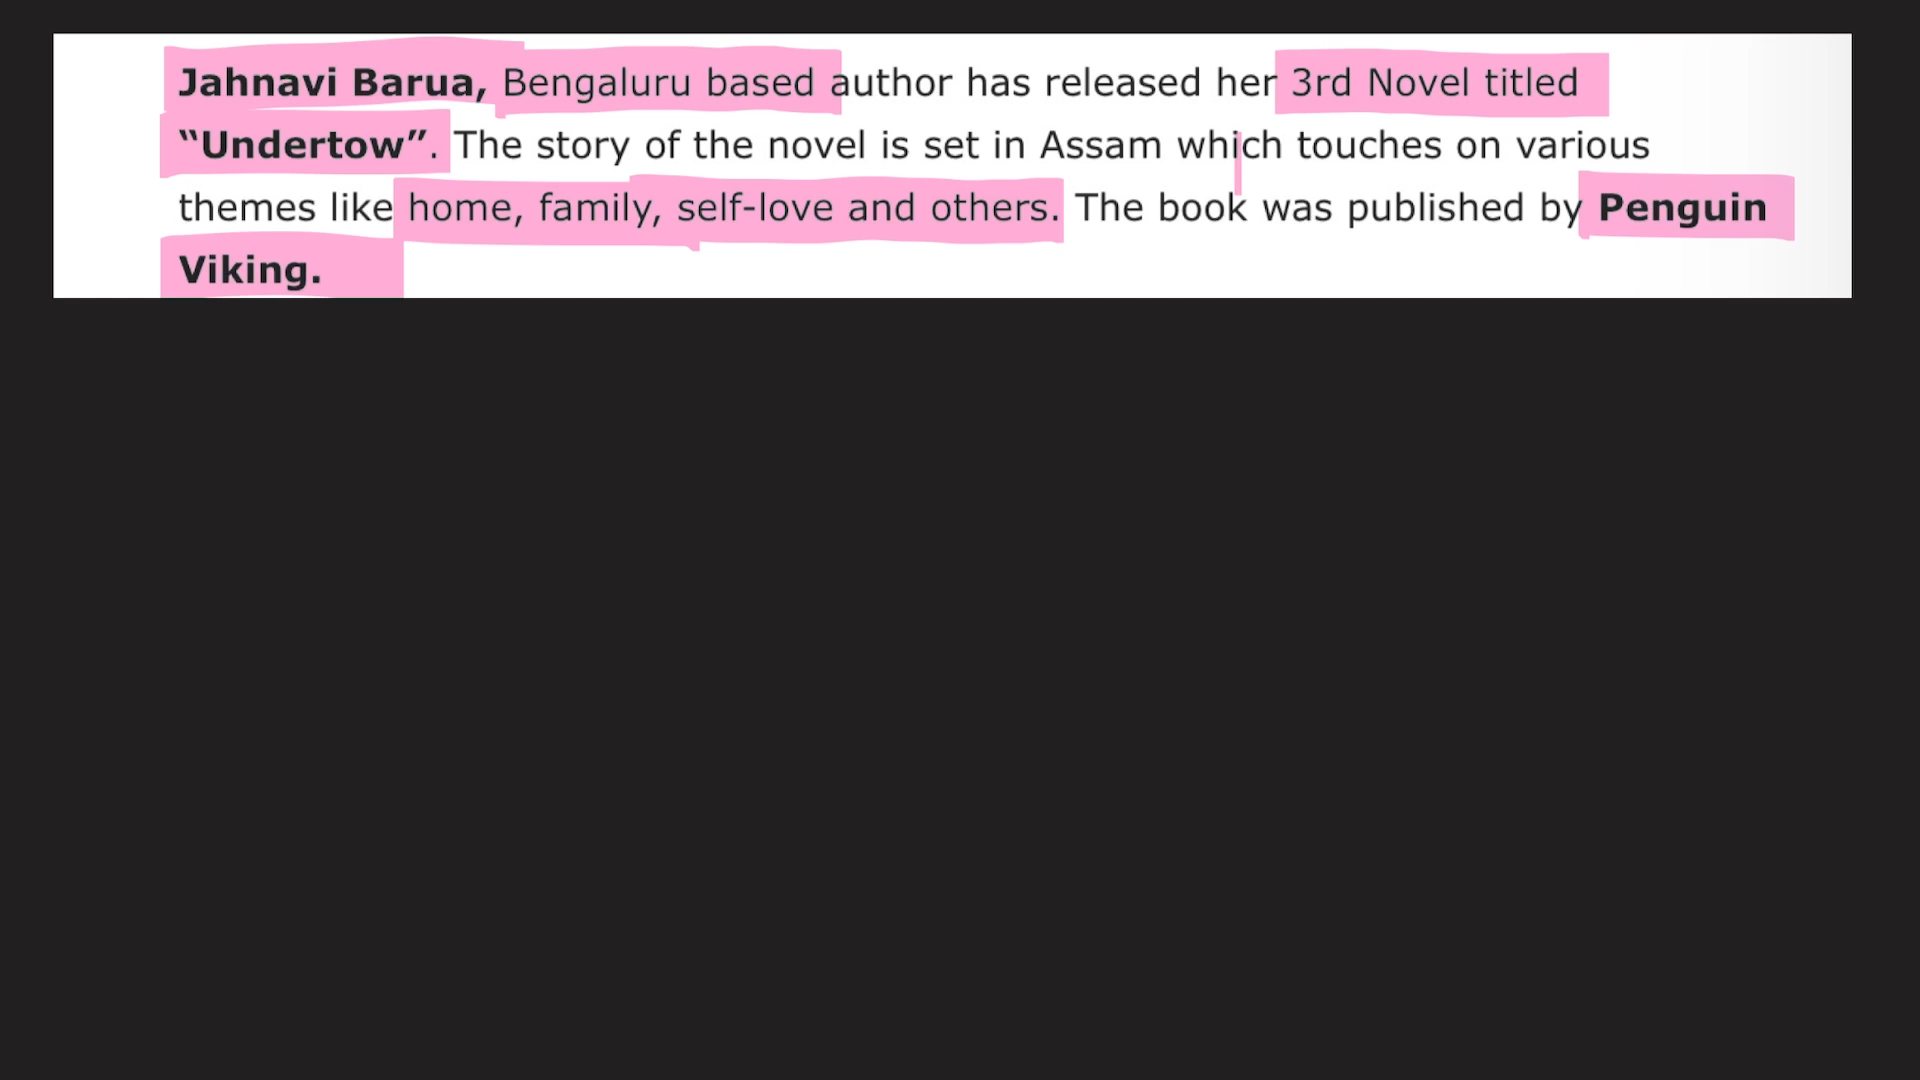 Jahnavi Barua, Bengaluru based author has released her 3rd Novel titled
“Undertow”. The story of the novel is set in Assam which touches on various
themes like home, family, self-love and others. The book was published by Penguin
Viking.